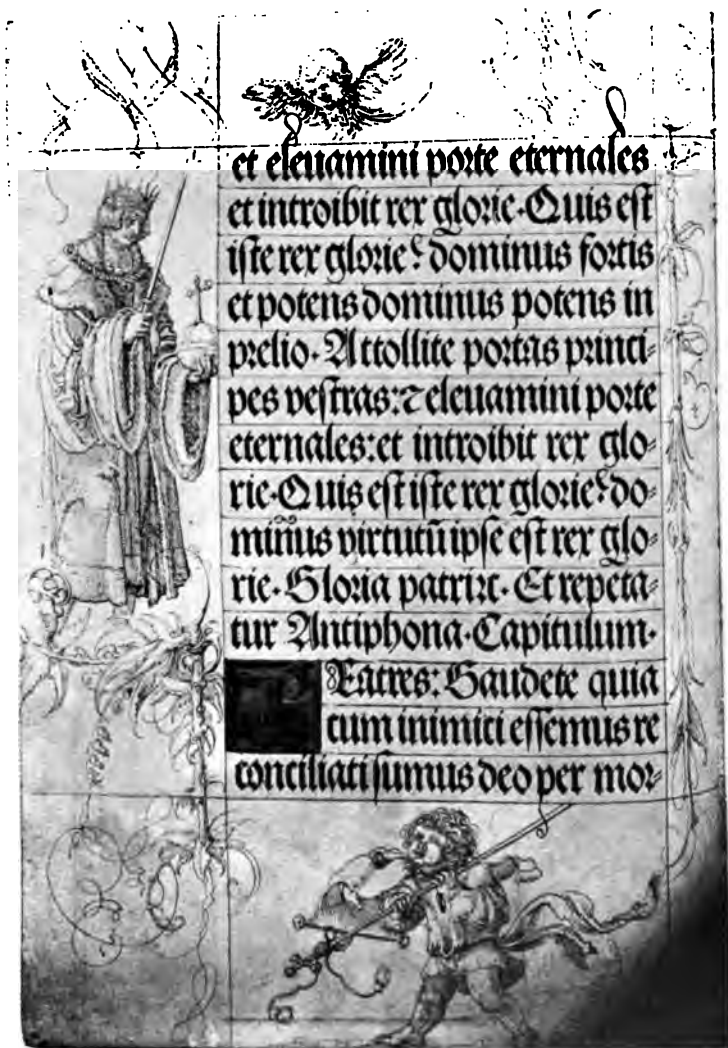 et eleuamini porte eternales
et introibit rex glorie. Quis est
iste rex glorie? dominus fortis
et potens dominus potens in
prelio. Attollite portas princi-
pes vestras: ⁊ eleuamini porte
eternales: et introibit rex glo-
rie. Quis est iste rex glorie? do-
minus virtutū ipse est rex glo-
rie. Gloria patri ⁊c. Et repeta-
tur Antiphona. Capitulum.
Fratres: Gaudete quia
cum inimici essemus re
conciliati sumus deo per mor-